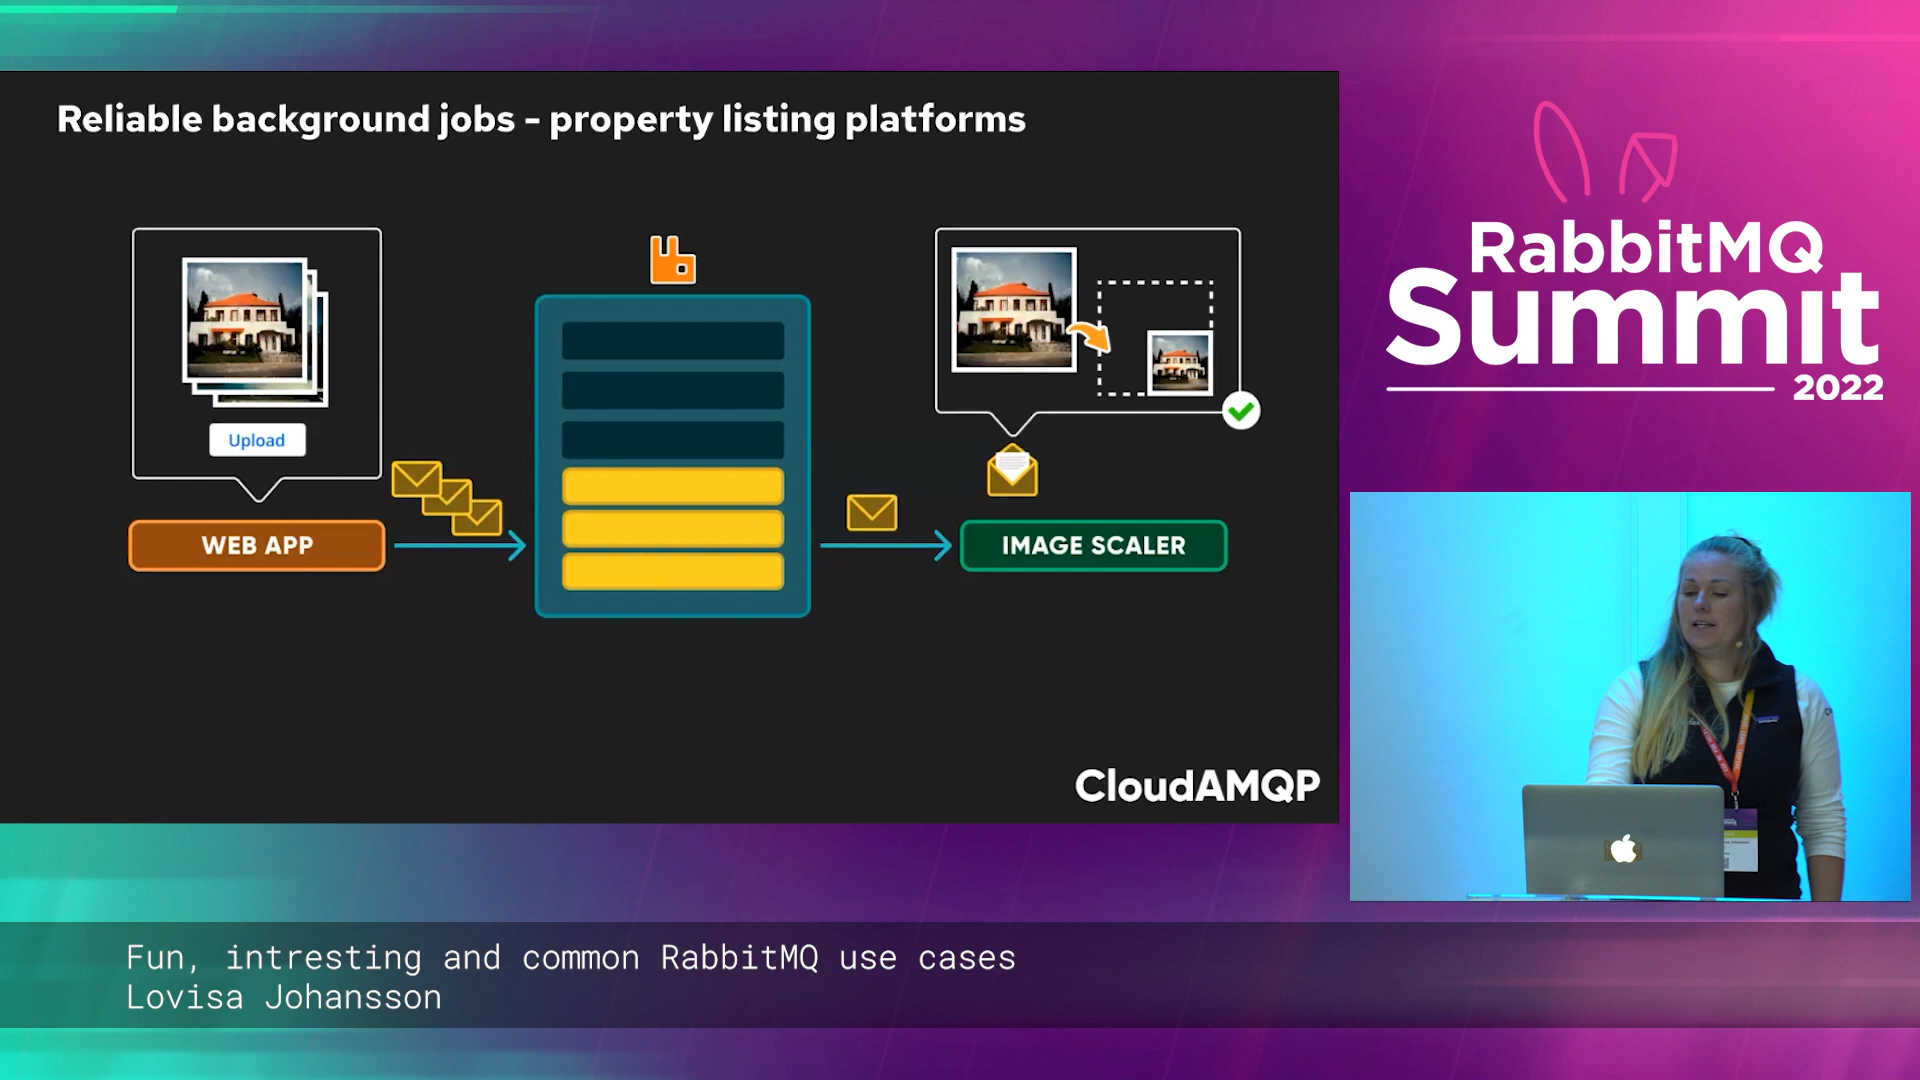 Reliable background jobs - property listing platforms
Upload
WEB APP
IMAGE SCALER
CloudAMQP
RabbitMQ
Summit
2022
Fun, intresting and common RabbitMQ use cases
Lovisa Johansson